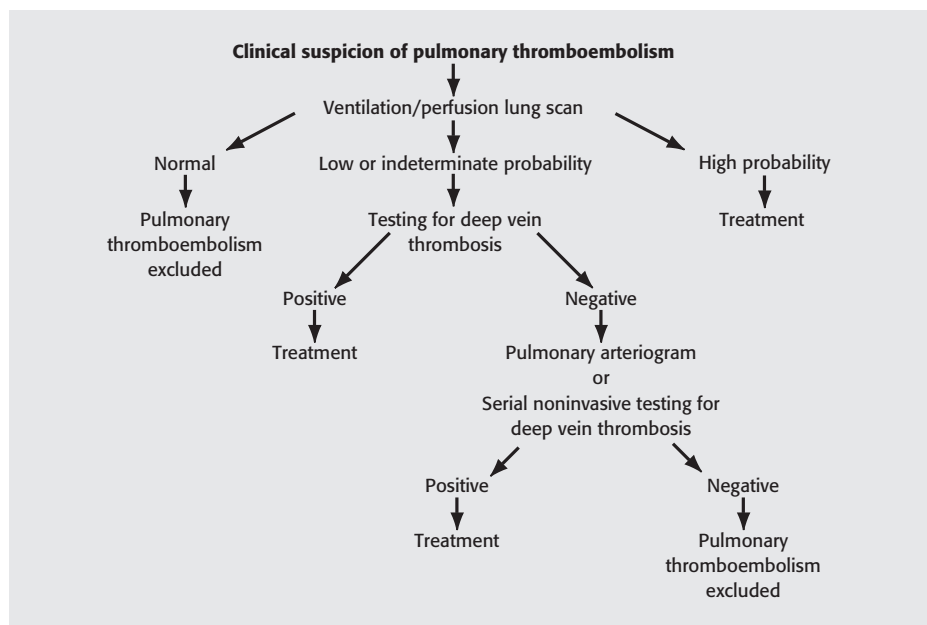 Clinical suspicion of pulmonary thromboembolism
Ventilation/perfusion lung scan
Normal
Low or indeterminate probability
High probability
Pulmonary
thromboembolism
excluded
Testing for deep vein
thrombosis
Treatment
Positive
Negative
Treatment
Pulmonary arteriogram
or
Serial noninvasive testing for
deep vein thrombosis
Positive
Negative
Treatment
Pulmonary
thromboembolism
excluded